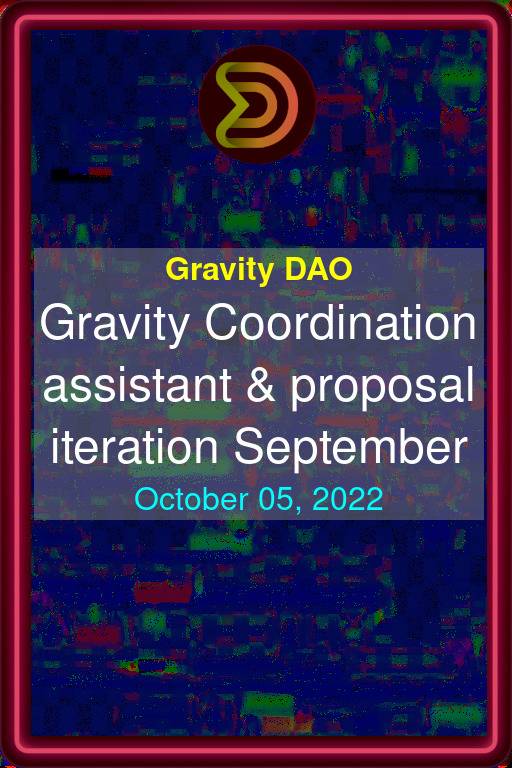 Gravity DAO
Gravity Coordination
assistant & proposal
iteration September
October 05, 2022